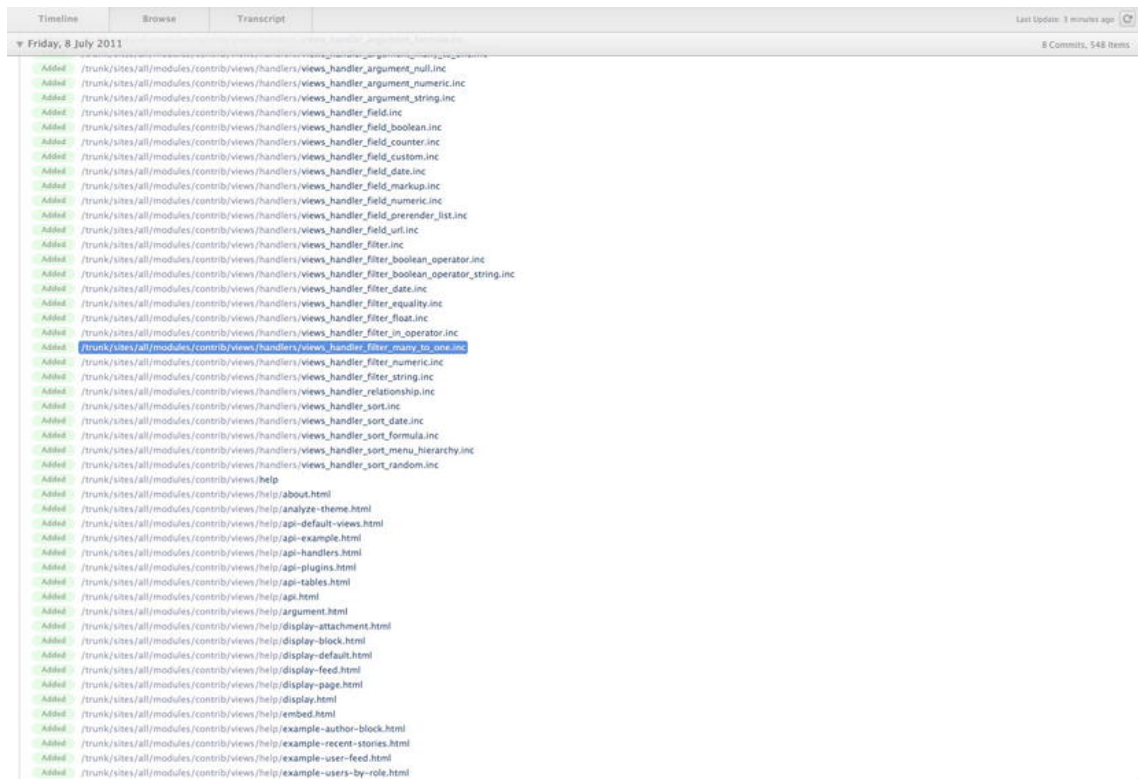 Timeline Browse Transcript Last Update: 3 minutes ago
Friday, 8 July 2011 8 Commits, 548 Items
Added /trunk/sites/all/modules/contrib/views/handlers/views_handler_argument_null.inc
Added /trunk/sites/all/modules/contrib/views/handlers/views_handler_argument_numeric.inc
Added /trunk/sites/all/modules/contrib/views/handlers/views_handler_argument_string.inc
Added /trunk/sites/all/modules/contrib/views/handlers/views_handler_field.inc
Added /trunk/sites/all/modules/contrib/views/handlers/views_handler_field_boolean.inc
Added /trunk/sites/all/modules/contrib/views/handlers/views_handler_field_counter.inc
Added /trunk/sites/all/modules/contrib/views/handlers/views_handler_field_custom.inc
Added /trunk/sites/all/modules/contrib/views/handlers/views_handler_field_date.inc
Added /trunk/sites/all/modules/contrib/views/handlers/views_handler_field_markup.inc
Added /trunk/sites/all/modules/contrib/views/handlers/views_handler_field_numeric.inc
Added /trunk/sites/all/modules/contrib/views/handlers/views_handler_field_prerender_list.inc
Added /trunk/sites/all/modules/contrib/views/handlers/views_handler_field_url.inc
Added /trunk/sites/all/modules/contrib/views/handlers/views_handler_filter.inc
Added /trunk/sites/all/modules/contrib/views/handlers/views_handler_filter_boolean_operator.inc
Added /trunk/sites/all/modules/contrib/views/handlers/views_handler_filter_boolean_operator_string.inc
Added /trunk/sites/all/modules/contrib/views/handlers/views_handler_filter_date.inc
Added /trunk/sites/all/modules/contrib/views/handlers/views_handler_filter_equality.inc
Added /trunk/sites/all/modules/contrib/views/handlers/views_handler_filter_float.inc
Added /trunk/sites/all/modules/contrib/views/handlers/views_handler_filter_in_operator.inc
Added /trunk/sites/all/modules/contrib/views/handlers/views_handler_filter_many_to_one.inc
Added /trunk/sites/all/modules/contrib/views/handlers/views_handler_filter_numeric.inc
Added /trunk/sites/all/modules/contrib/views/handlers/views_handler_filter_string.inc
Added /trunk/sites/all/modules/contrib/views/handlers/views_handler_relationship.inc
Added /trunk/sites/all/modules/contrib/views/handlers/views_handler_sort.inc
Added /trunk/sites/all/modules/contrib/views/handlers/views_handler_sort_date.inc
Added /trunk/sites/all/modules/contrib/views/handlers/views_handler_sort_formula.inc
Added /trunk/sites/all/modules/contrib/views/handlers/views_handler_sort_menu_hierarchy.inc
Added /trunk/sites/all/modules/contrib/views/handlers/views_handler_sort_random.inc
Added /trunk/sites/all/modules/contrib/views/help
Added /trunk/sites/all/modules/contrib/views/help/about.html
Added /trunk/sites/all/modules/contrib/views/help/analyze-theme.html
Added /trunk/sites/all/modules/contrib/views/help/api-default-views.html
Added /trunk/sites/all/modules/contrib/views/help/api-example.html
Added /trunk/sites/all/modules/contrib/views/help/api-handlers.html
Added /trunk/sites/all/modules/contrib/views/help/api-plugins.html
Added /trunk/sites/all/modules/contrib/views/help/api-tables.html
Added /trunk/sites/all/modules/contrib/views/help/api.html
Added /trunk/sites/all/modules/contrib/views/help/argument.html
Added /trunk/sites/all/modules/contrib/views/help/display-attachment.html
Added /trunk/sites/all/modules/contrib/views/help/display-block.html
Added /trunk/sites/all/modules/contrib/views/help/display-default.html
Added /trunk/sites/all/modules/contrib/views/help/display-feed.html
Added /trunk/sites/all/modules/contrib/views/help/display-page.html
Added /trunk/sites/all/modules/contrib/views/help/display.html
Added /trunk/sites/all/modules/contrib/views/help/embed.html
Added /trunk/sites/all/modules/contrib/views/help/example-author-block.html
Added /trunk/sites/all/modules/contrib/views/help/example-recent-stories.html
Added /trunk/sites/all/modules/contrib/views/help/example-user-feed.html
Added /trunk/sites/all/modules/contrib/views/help/example-users-by-role.html